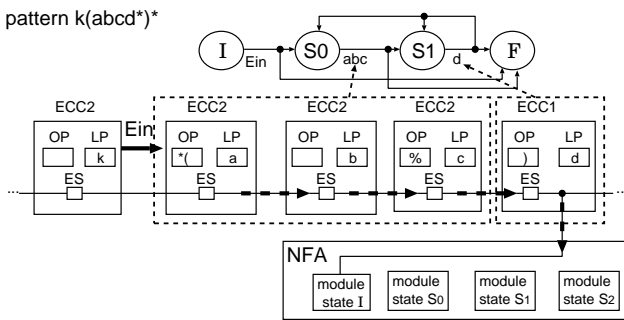 pattern k(abcd*)*
I S0 S1 F
Ein abc d
ECC2 ECC2 ECC2 ECC2 ECC1
Ein
OP LP OP LP OP LP OP LP OP LP
k *( a b % c ) d
ES ES ES ES ES
... ...
NFA
module state I
module state S0
module state S1
module state S2